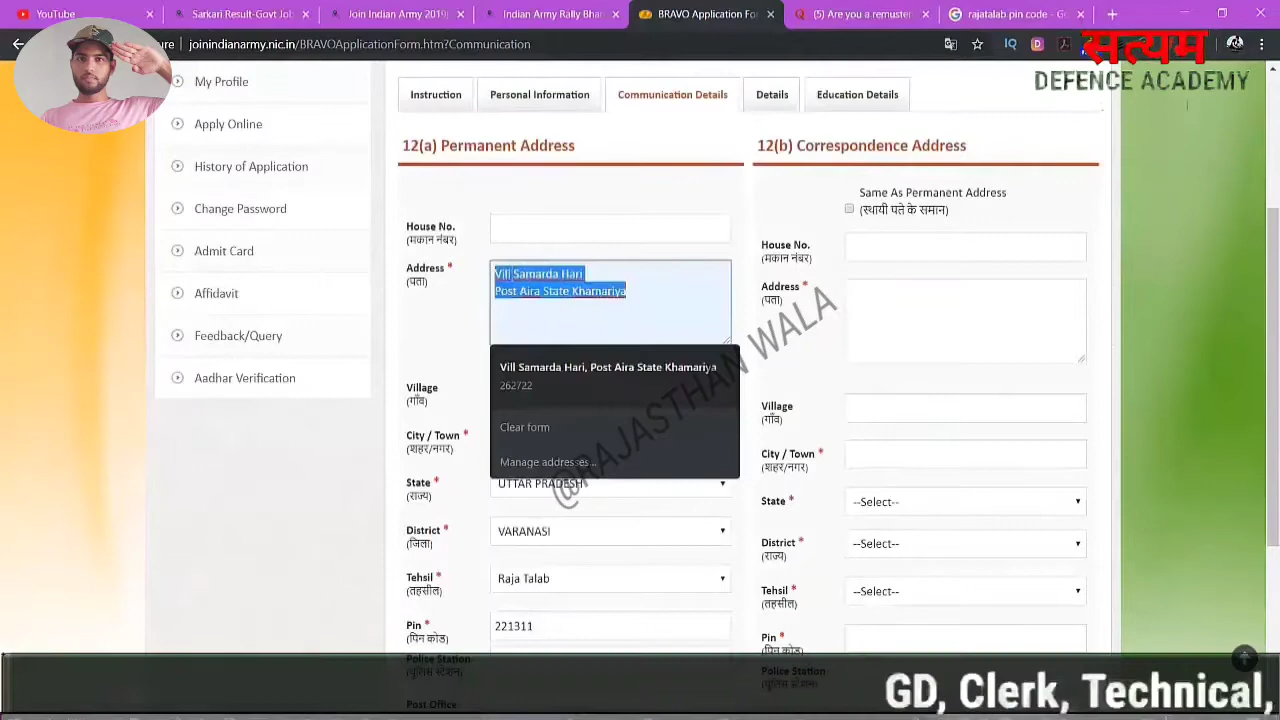 Sarkari Result-Govt Jo
Join Indian Army 2019|
Indian Army Rally Bh
BRAVO Application Fo
(5) Are you a remuster
rajatalab pin code - G
joinindianarmy.nic.in/BRAVOApplicationForm.htm?Communication
IQ
सत्यम
DEFENCE ACADEMY
My Profile
Apply Online
History of Application
Change Password
Admit Card
Affidavit
Feedback/Query
Aadhar Verification
Instruction
Personal Information
Communication Details
Details
Education Details
12(a) Permanent Address
House No.
(मकान नंबर)
Address *
(पता)
Vill Samarda Hari
Post Aira State Khamariya
Vill Samarda Hari, Post Aira State Khamariya
262722
Clear form
Manage addresses...
Village
(गाँव)
City / Town *
(शहर/नगर)
State *
(राज्य)
UTTAR PRADESH
District *
(जिला)
VARANASI
Tehsil *
(तहसील)
Raja Talab
Pin *
(पिन कोड)
221311
Police Station
(पुलिस स्टेशन)
Post Office
12(b) Correspondence Address
Same As Permanent Address
(स्थायी पते के समान)
House No.
(मकान नंबर)
Address *
(पता)
Village
(गाँव)
City / Town *
(शहर/नगर)
State *
--Select--
District *
(राज्य)
--Select--
Tehsil *
(तहसील)
--Select--
Pin *
(पिन कोड)
Police Station
(पुलिस स्टेशन)
@RAJASTHAN WALA
GD, Clerk, Technical,